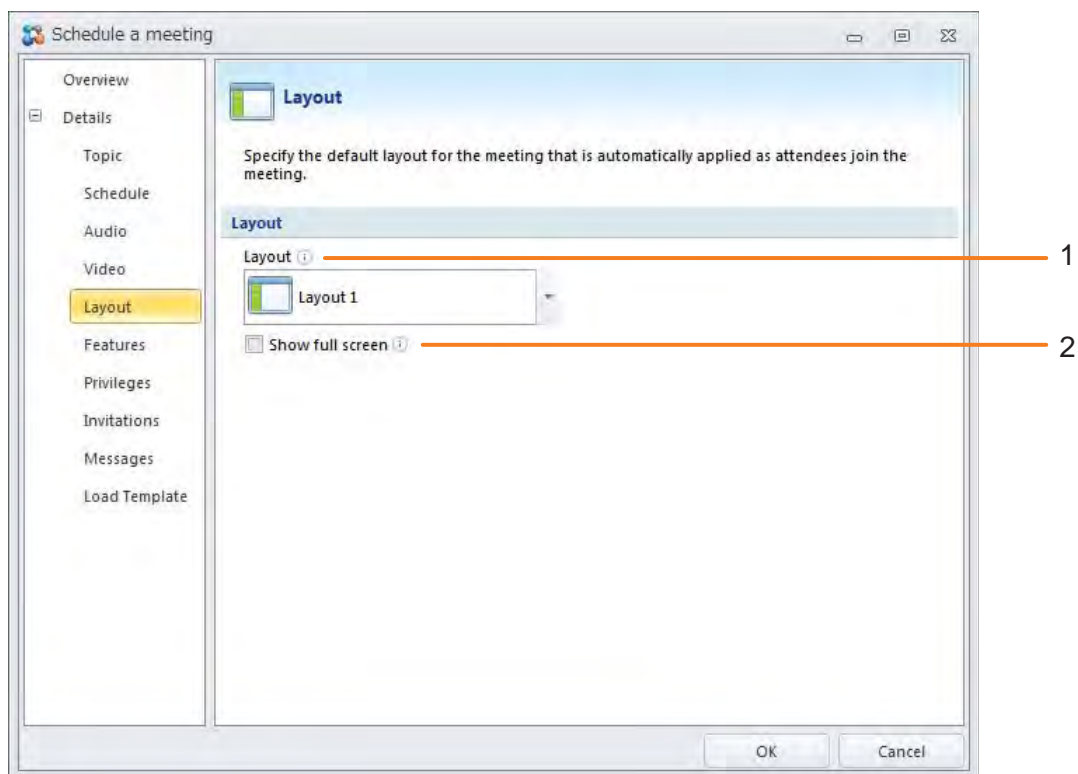 Schedule a meeting
Overview
Details
Topic
Schedule
Audio
Video
Layout
Features
Privileges
Invitations
Messages
Load Template
Layout
Specify the default layout for the meeting that is automatically applied as attendees join the
meeting.
Layout
Layout
1
Layout 1
Show full screen
2
OK
Cancel